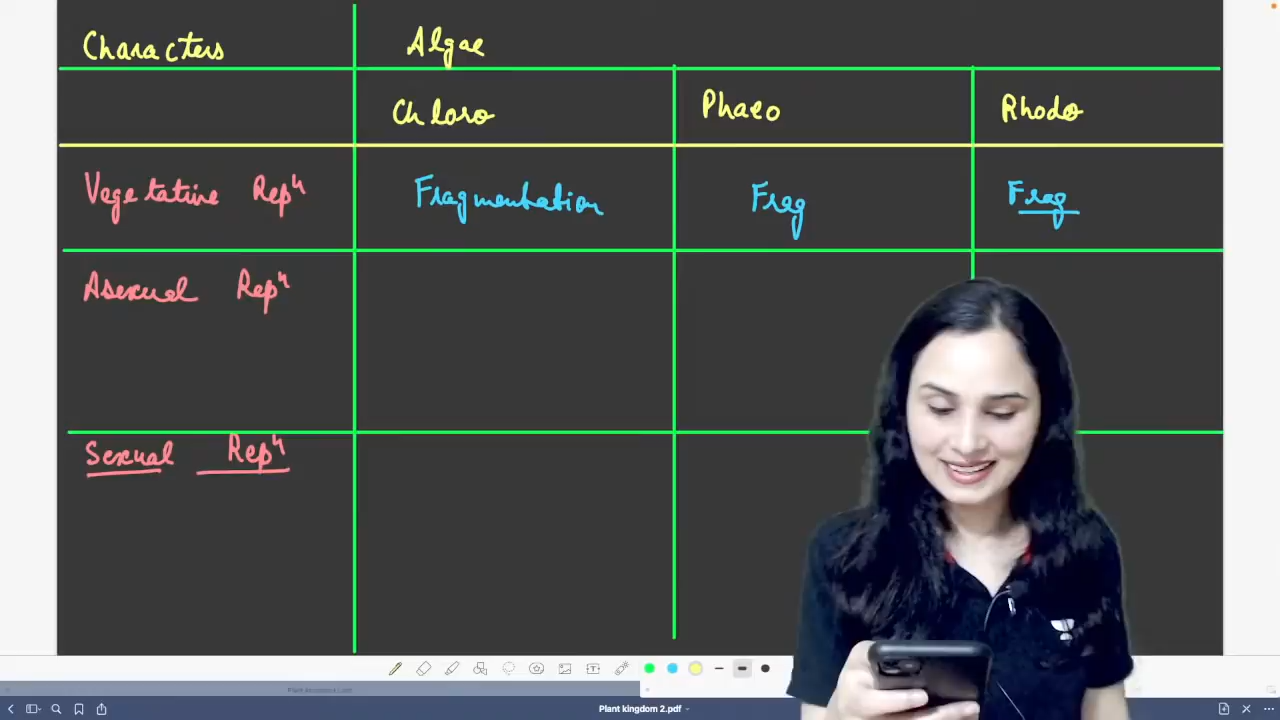 Characters Algae
Chloro Phaeo Rhodo
Vegetative Repⁿ Fragmentation Frag Frag
Asexual Repⁿ
Sexual Repⁿ
Plant kingdom 2.pdf